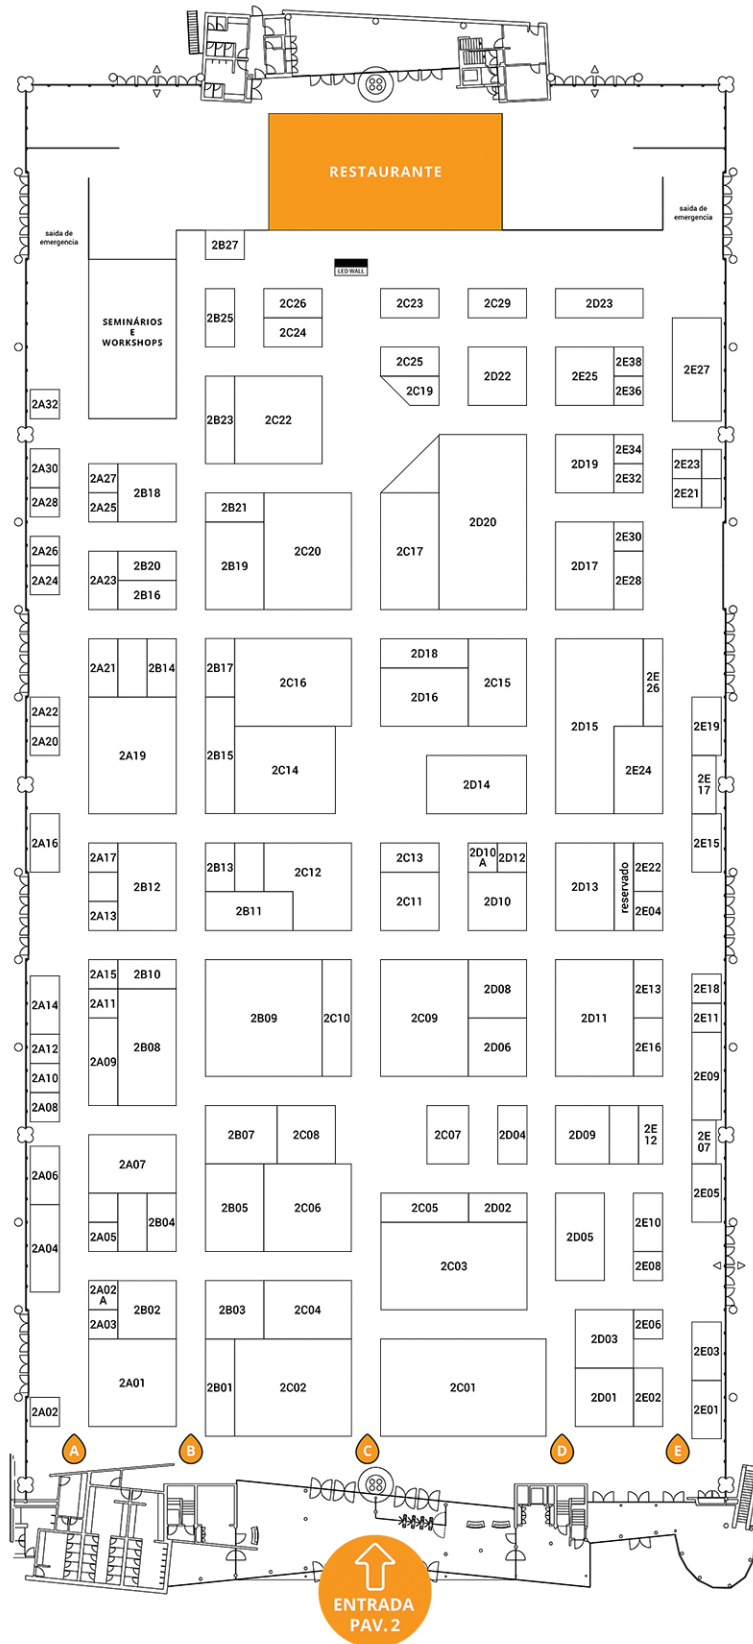 RESTAURANTE
saída de
emergencia
saída de
emergencia
2B27
LED WALL
SEMINÁRIOS
E
WORKSHOPS
2B25
2C26
2C24
2C23
2C29
2D23
2C25
2C19
2D22
2E25
2E38
2E36
2E27
2A32
2B23
2C22
2A30
2A28
2A27
2A25
2B18
2D20
2D19
2E34
2E32
2E23
2E21
2B21
2B19
2C20
2C17
2A26
2A24
2A23
2B20
2B16
2D17
2E30
2E28
2A21
2B14
2B17
2C16
2D18
2D16
2C15
2D15
2E
26
2A22
2A20
2A19
2B15
2C14
2D14
2E24
2E19
2E
17
2A16
2E15
2A17
2A13
2B12
2B13
2C12
2B11
2C13
2C11
2D10
A
2D12
2D10
2D13
reservado
2E22
2E04
2A14
2A12
2A10
2A08
2A15
2A11
2A09
2B10
2B08
2B09
2C10
2C09
2D08
2D06
2D11
2E13
2E16
2E18
2E11
2E09
2B07
2C08
2C07
2D04
2D09
2E
12
2E
07
2A07
2A06
2A04
2A05
2B04
2B05
2C06
2C05
2D02
2C03
2D05
2E10
2E08
2E05
2A02
A
2A03
2B02
2B03
2C04
2D03
2E06
2E03
2A01
2A02
2B01
2C02
2C01
2D01
2E02
2E01
A
B
C
D
E
ENTRADA
PAV. 2